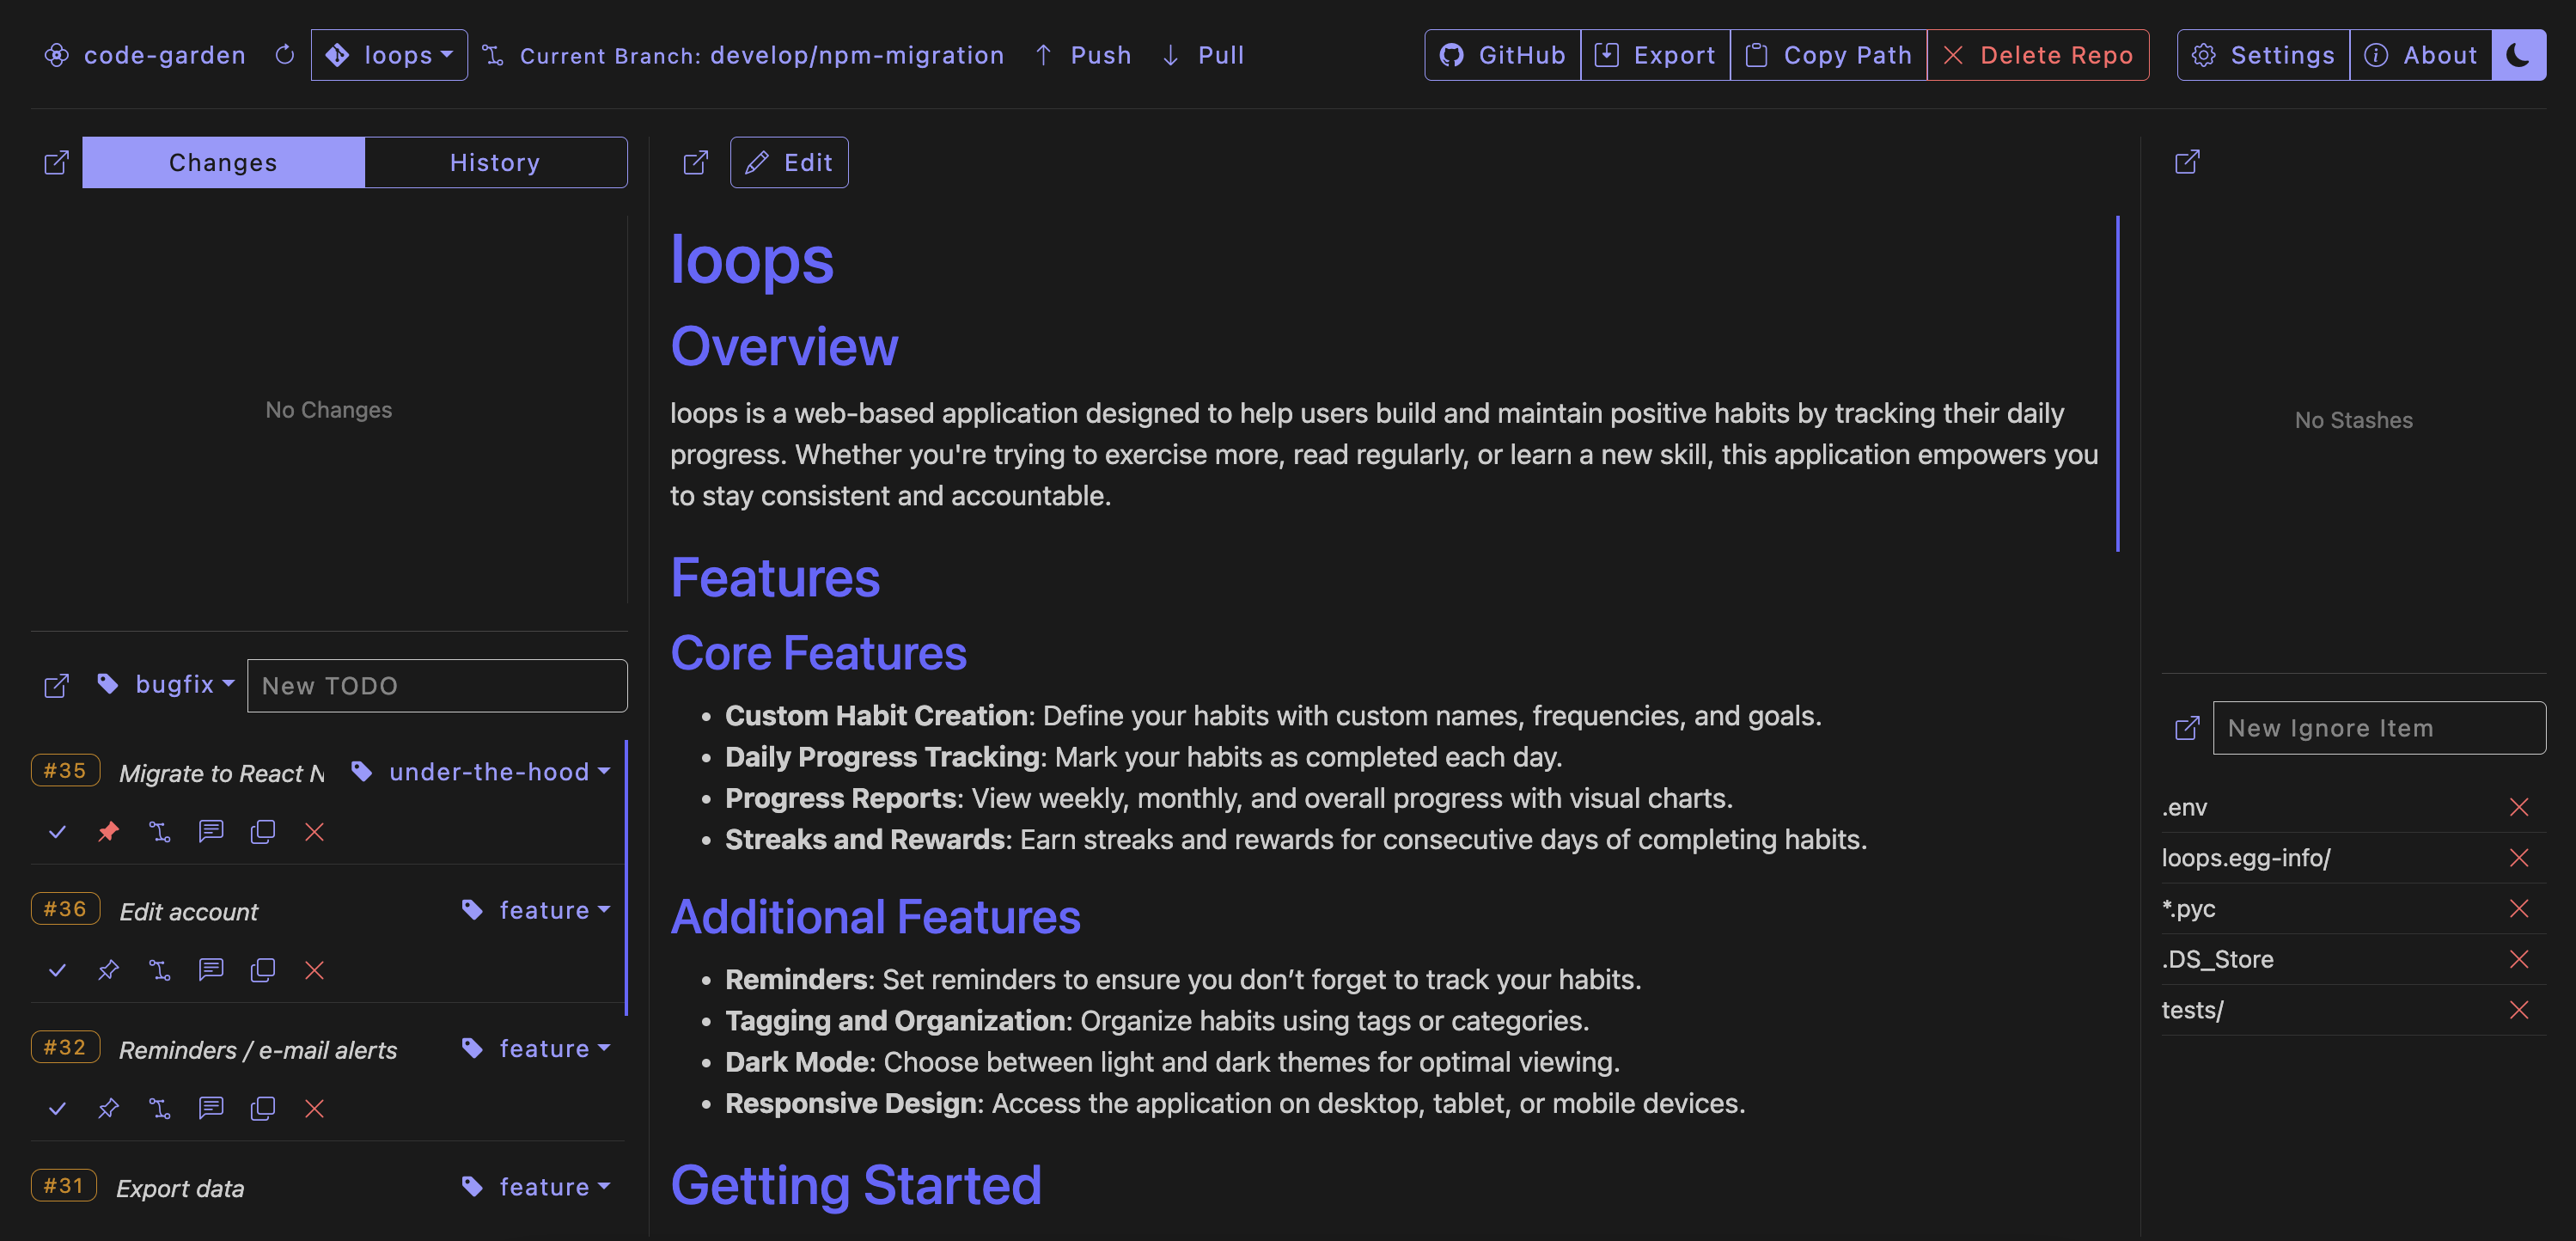 code-garden loops Current Branch: develop/npm-migration Push Pull GitHub Export Copy Path Delete Repo Settings About
Changes History
No Changes
bugfix New TODO
#35 Migrate to React N under-the-hood
#36 Edit account feature
#32 Reminders / e-mail alerts feature
#31 Export data feature
Edit
loops
Overview
loops is a web-based application designed to help users build and maintain positive habits by tracking their daily
progress. Whether you're trying to exercise more, read regularly, or learn a new skill, this application empowers you
to stay consistent and accountable.
Features
Core Features
• Custom Habit Creation: Define your habits with custom names, frequencies, and goals.
• Daily Progress Tracking: Mark your habits as completed each day.
• Progress Reports: View weekly, monthly, and overall progress with visual charts.
• Streaks and Rewards: Earn streaks and rewards for consecutive days of completing habits.
Additional Features
• Reminders: Set reminders to ensure you don’t forget to track your habits.
• Tagging and Organization: Organize habits using tags or categories.
• Dark Mode: Choose between light and dark themes for optimal viewing.
• Responsive Design: Access the application on desktop, tablet, or mobile devices.
Getting Started
No Stashes
New Ignore Item
.env
loops.egg-info/
*.pyc
.DS_Store
tests/